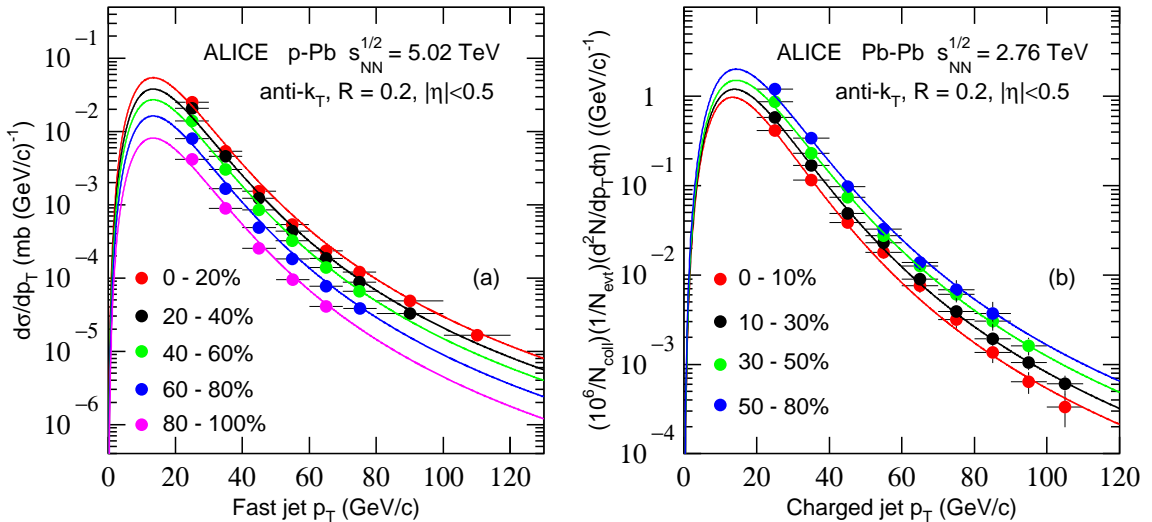 ALICE p-Pb s_NN^1/2 = 5.02 TeV
anti-k_T, R = 0.2, |η|<0.5
dσ/dp_T (mb (GeV/c)^-1)
10^-1
10^-2
10^-3
10^-4
10^-5
10^-6
(a)
0 - 20%
20 - 40%
40 - 60%
60 - 80%
80 - 100%
0 20 40 60 80 100 120
Fast jet p_T (GeV/c)
ALICE Pb-Pb s_NN^1/2 = 2.76 TeV
anti-k_T, R = 0.2, |η|<0.5
(10^6/N_coll)(1/N_evt)(d^2N/dp_Tdη) ((GeV/c)^-1)
1
10^-1
10^-2
10^-3
10^-4
(b)
0 - 10%
10 - 30%
30 - 50%
50 - 80%
0 20 40 60 80 100 120
Charged jet p_T (GeV/c)